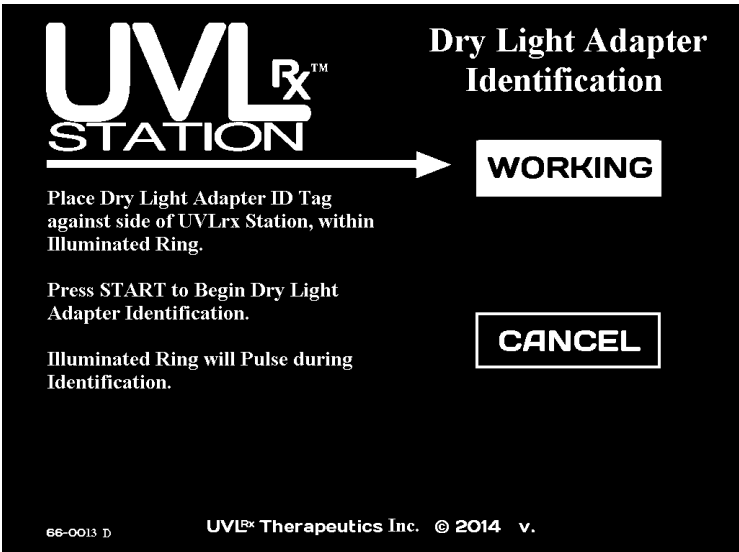 UVLRx™
STATION
Dry Light Adapter
Identification
WORKING
Place Dry Light Adapter ID Tag
against side of UVLrx Station, within
Illuminated Ring.
Press START to Begin Dry Light
Adapter Identification.
CANCEL
Illuminated Ring will Pulse during
Identification.
66-0013 D
UVLRx Therapeutics Inc. © 2014 v.